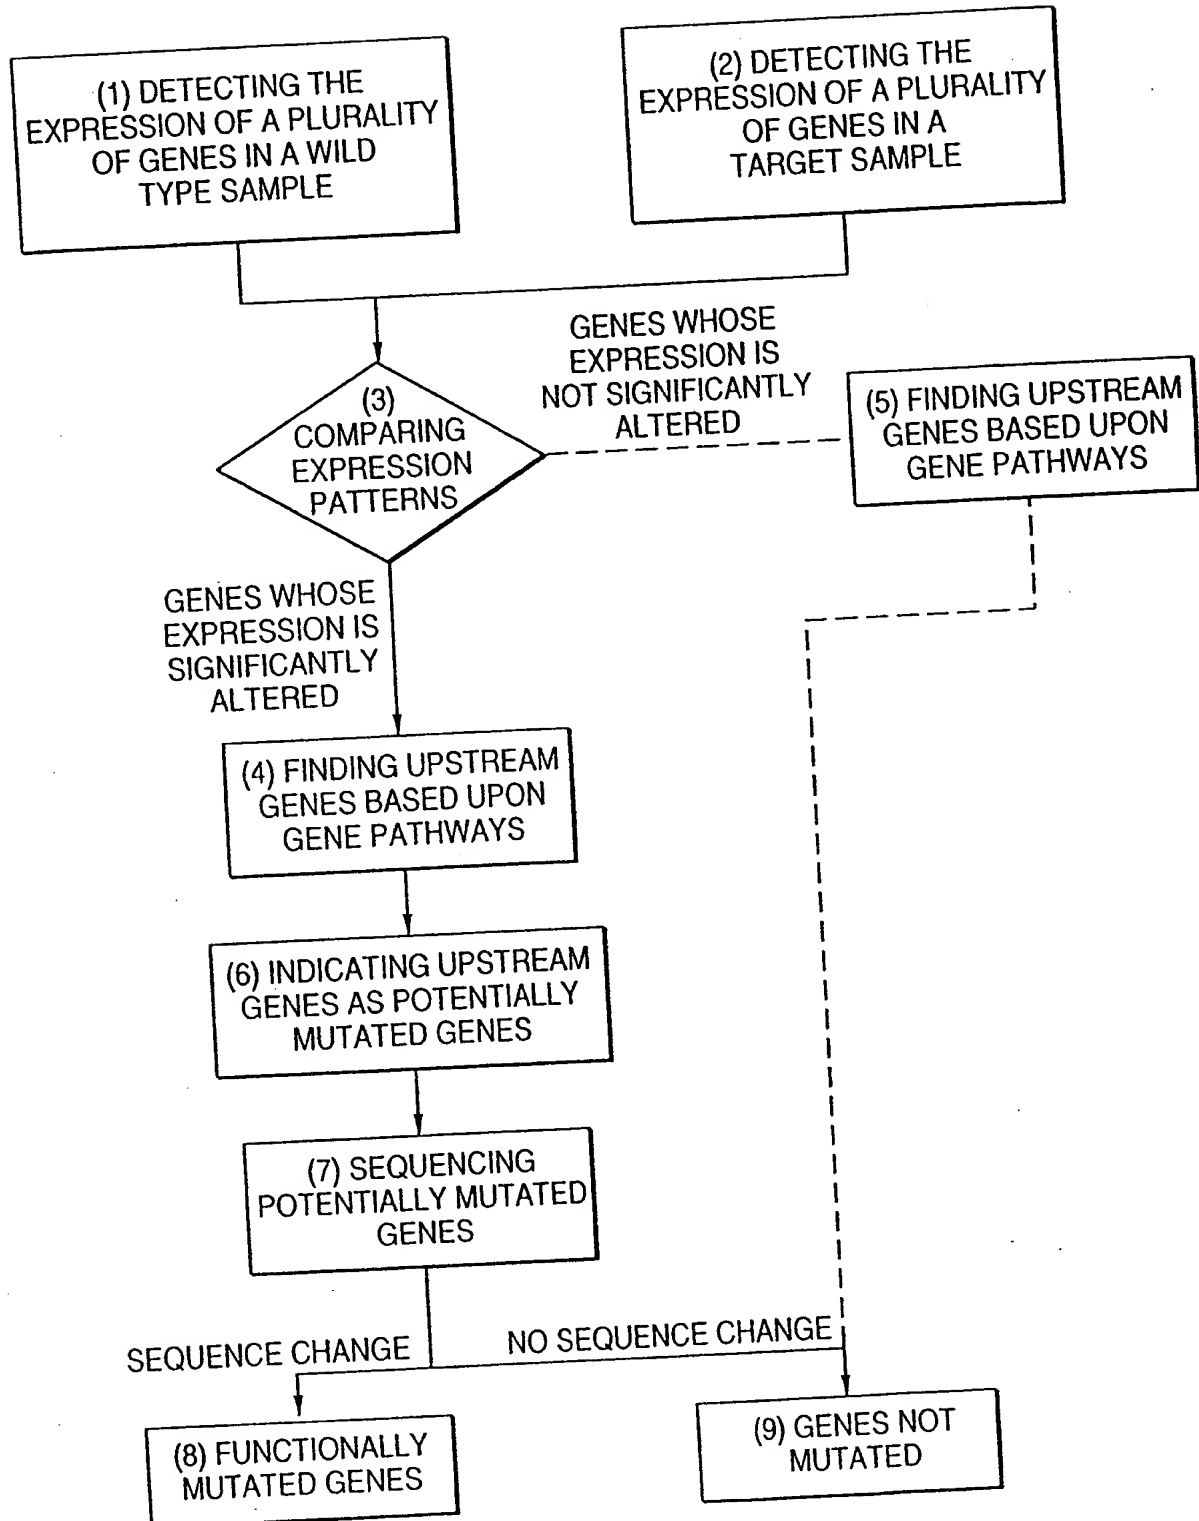 (1) DETECTING THE
EXPRESSION OF A PLURALITY
OF GENES IN A WILD
TYPE SAMPLE
(2) DETECTING THE
EXPRESSION OF A PLURALITY
OF GENES IN A
TARGET SAMPLE
(3)
COMPARING
EXPRESSION
PATTERNS
GENES WHOSE
EXPRESSION IS
NOT SIGNIFICANTLY
ALTERED
(5) FINDING UPSTREAM
GENES BASED UPON
GENE PATHWAYS
GENES WHOSE
EXPRESSION IS
SIGNIFICANTLY
ALTERED
(4) FINDING UPSTREAM
GENES BASED UPON
GENE PATHWAYS
(6) INDICATING UPSTREAM
GENES AS POTENTIALLY
MUTATED GENES
(7) SEQUENCING
POTENTIALLY MUTATED
GENES
SEQUENCE CHANGE
NO SEQUENCE CHANGE
(8) FUNCTIONALLY
MUTATED GENES
(9) GENES NOT
MUTATED